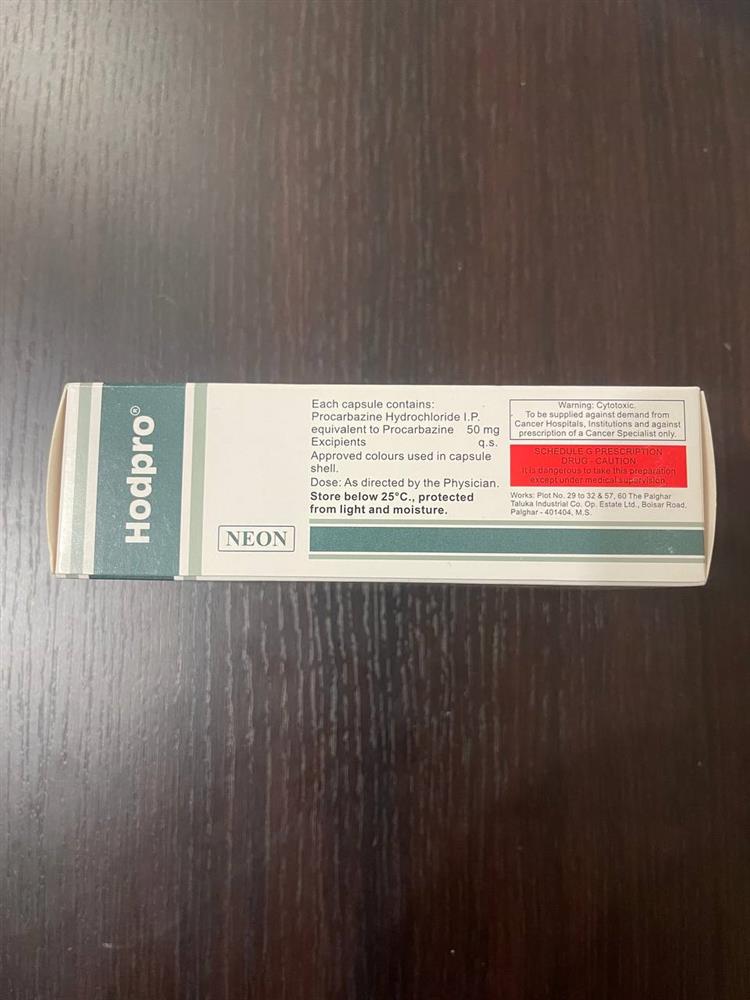 Hodpro®
NEON
Each capsule contains:
Procarbazine Hydrochloride I.P.
equivalent to Procarbazine 50 mg
Excipients q.s.
Approved colours used in capsule
shell.
Dose: As directed by the Physician.
Store below 25°C., protected
from light and moisture.
Warning: Cytotoxic.
To be supplied against demand from
Cancer Hospitals, Institutions and against
prescription of a Cancer Specialist only.
SCHEDULE G PRESCRIPTION
DRUG - CAUTION
It is dangerous to take this preparation
except under medical supervision.
Works: Plot No. 29 to 32 & 57, 60 The Palghar
Taluka Industrial Co. Op. Estate Ltd., Boisar Road,
Palghar - 401404, M.S.